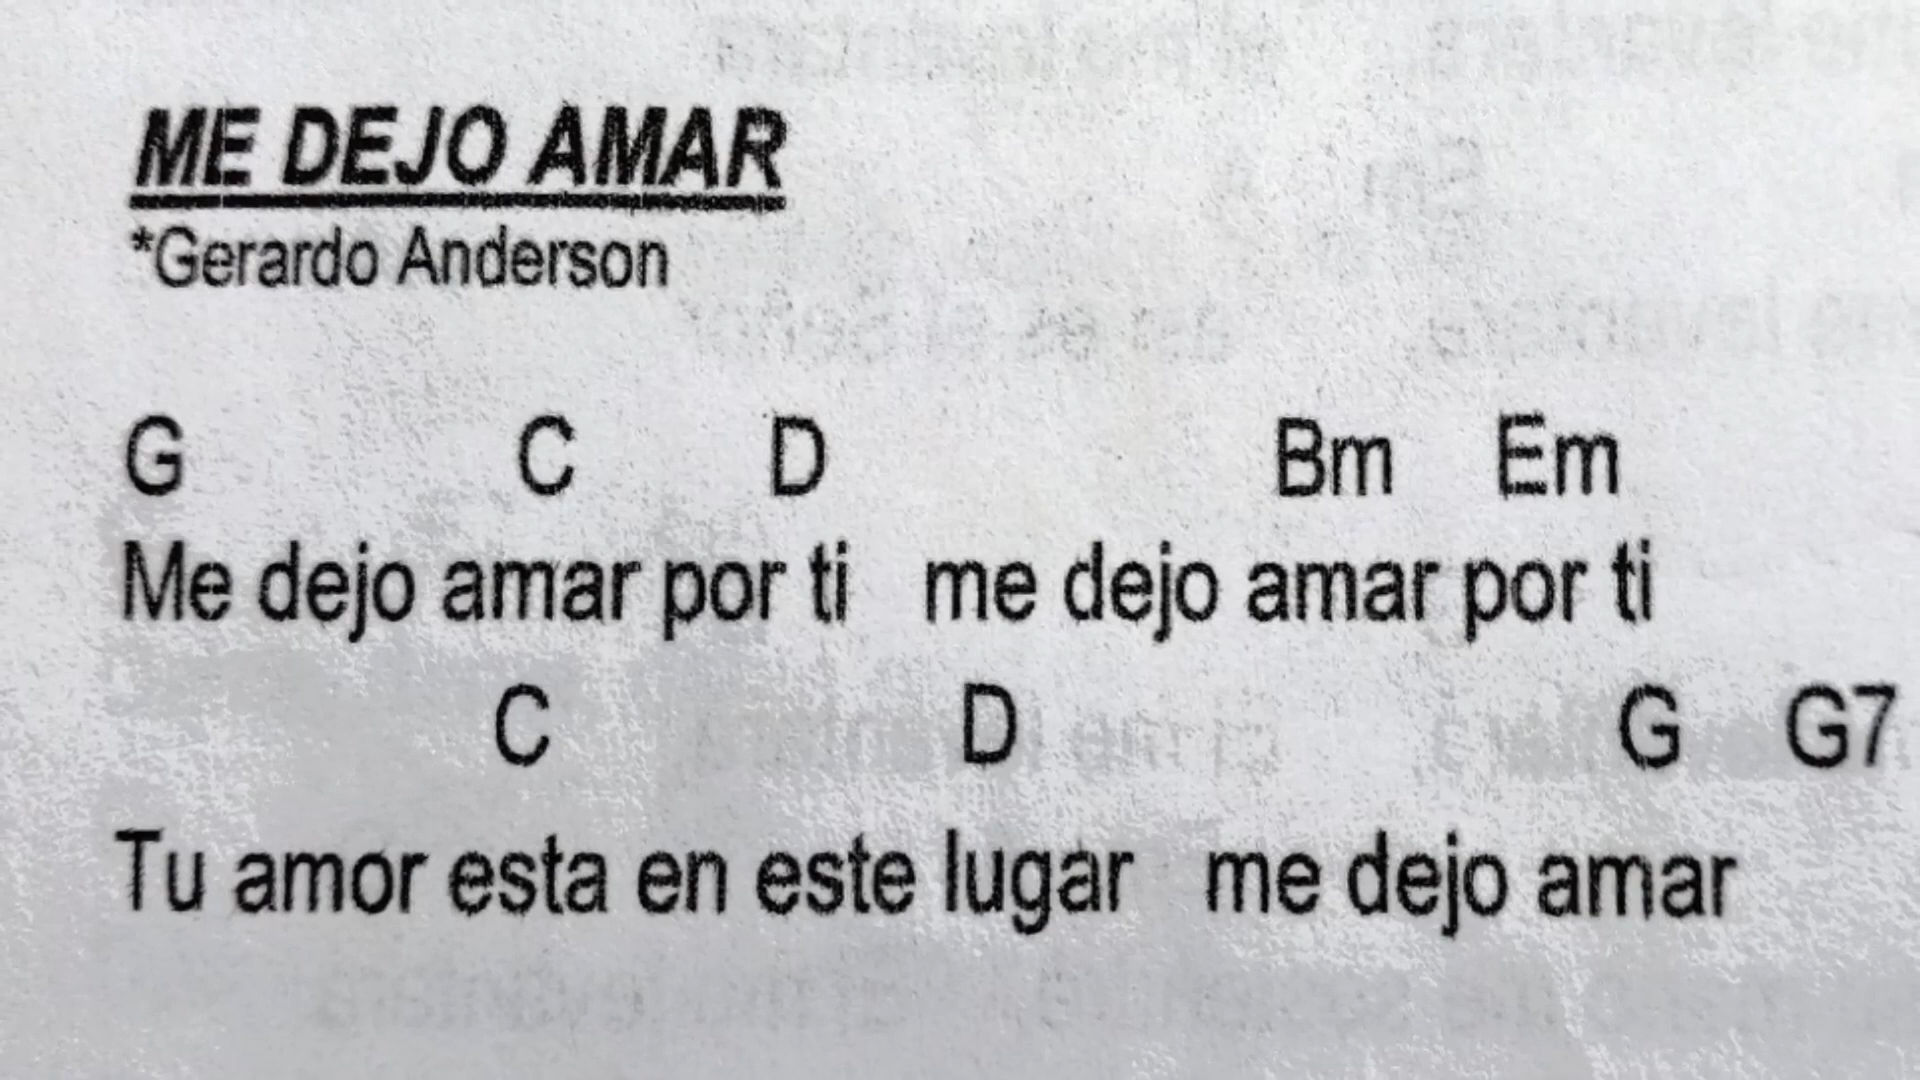 ME DEJO AMAR
*Gerardo Anderson
G C D Bm Em
Me dejo amar por ti me dejo amar por ti
C D G G7
Tu amor esta en este lugar me dejo amar